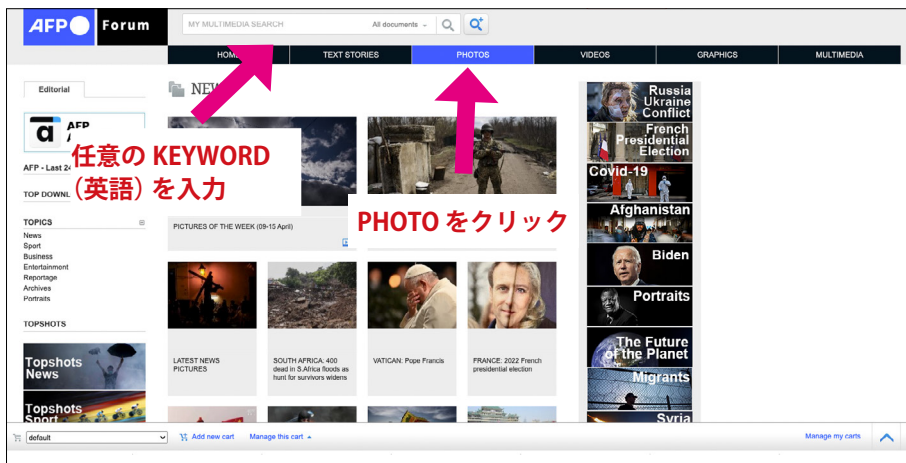 AFP Forum
MY MULTIMEDIA SEARCH
All documents
HOM
TEXT STORIES
PHOTOS
VIDEOS
GRAPHICS
MULTIMEDIA
Editorial
NEW
a AFP
AFP - Last 24
TOP DOWNL
任意の KEYWORD
(英語) を入力
PHOTO をクリック
PICTURES OF THE WEEK (09-15 April)
TOPICS
News
Sport
Business
Entertainment
Reportage
Archives
Portraits
TOPSHOTS
Topshots
News
Topshots
Sport
LATEST NEWS
PICTURES
SOUTH AFRICA: 400
dead in S.Africa floods as
hunt for survivors widens
VATICAN: Pope Francis
FRANCE: 2022 French
presidential election
Russia
Ukraine
Conflict
French
Presidential
Election
Covid-19
Afghanistan
Biden
Portraits
The Future
of the Planet
Migrants
Syria
default
Add new cart
Manage this cart
Manage my carts